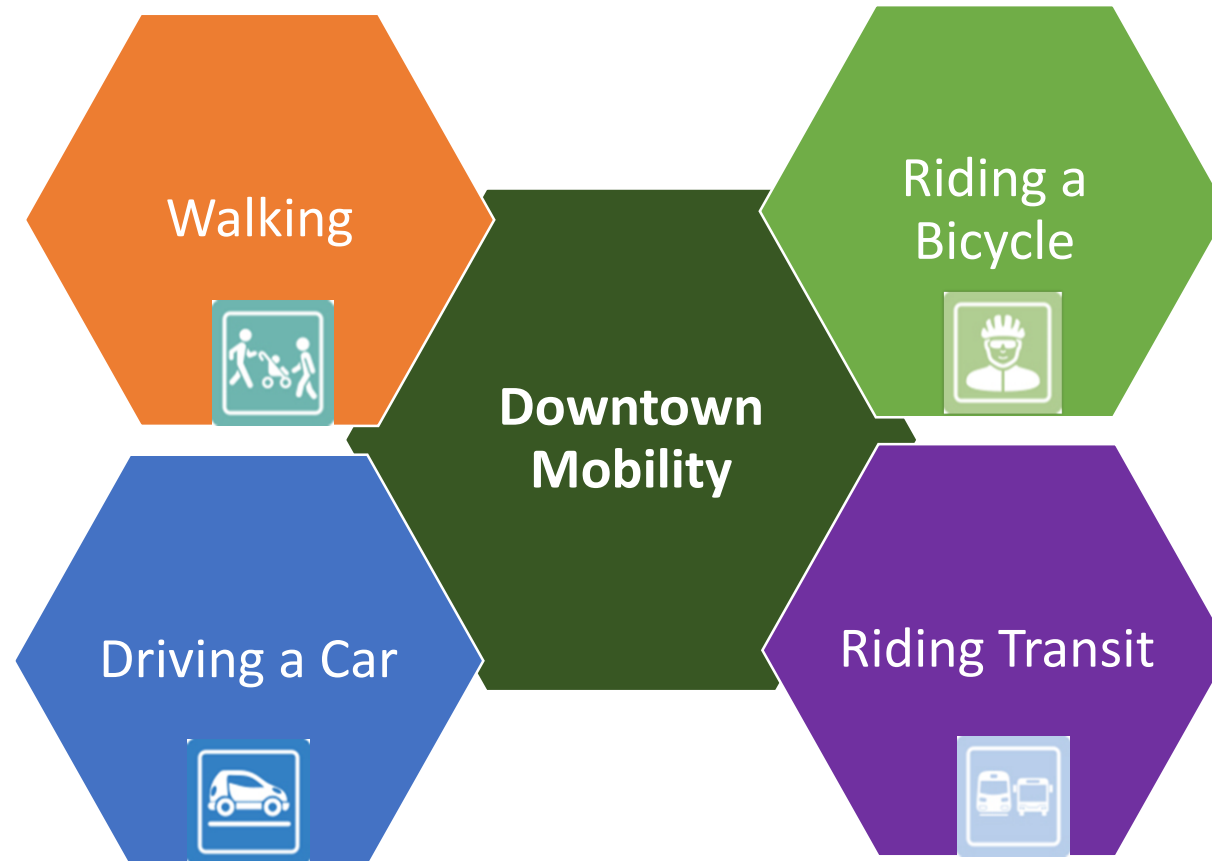 Walking
Riding a
Bicycle
Downtown
Mobility
Driving a Car
Riding Transit